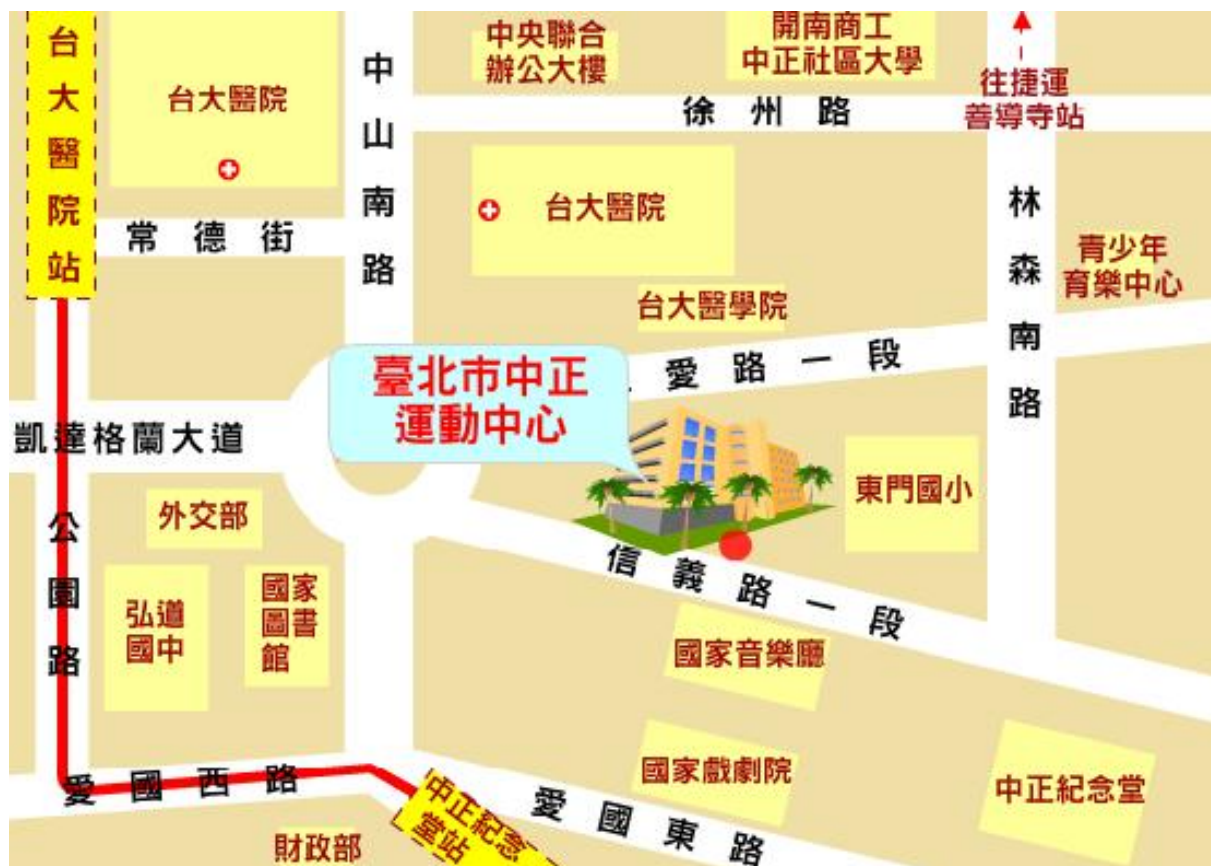 台大醫院站
台大醫院
中山南路
中央聯合
辦公大樓
開南商工
中正社區大學
往捷運
善導寺站
徐州路
常德街
台大醫院
林森南路
青少年
育樂中心
台大醫學院
愛路一段
臺北市中正
運動中心
凱達格蘭大道
東門國小
外交部
公園路
信義路一段
弘道
國中
國家
圖書
館
國家音樂廳
國家戲劇院
中正紀念堂
愛國西路
中正紀念
堂站
愛國東路
財政部